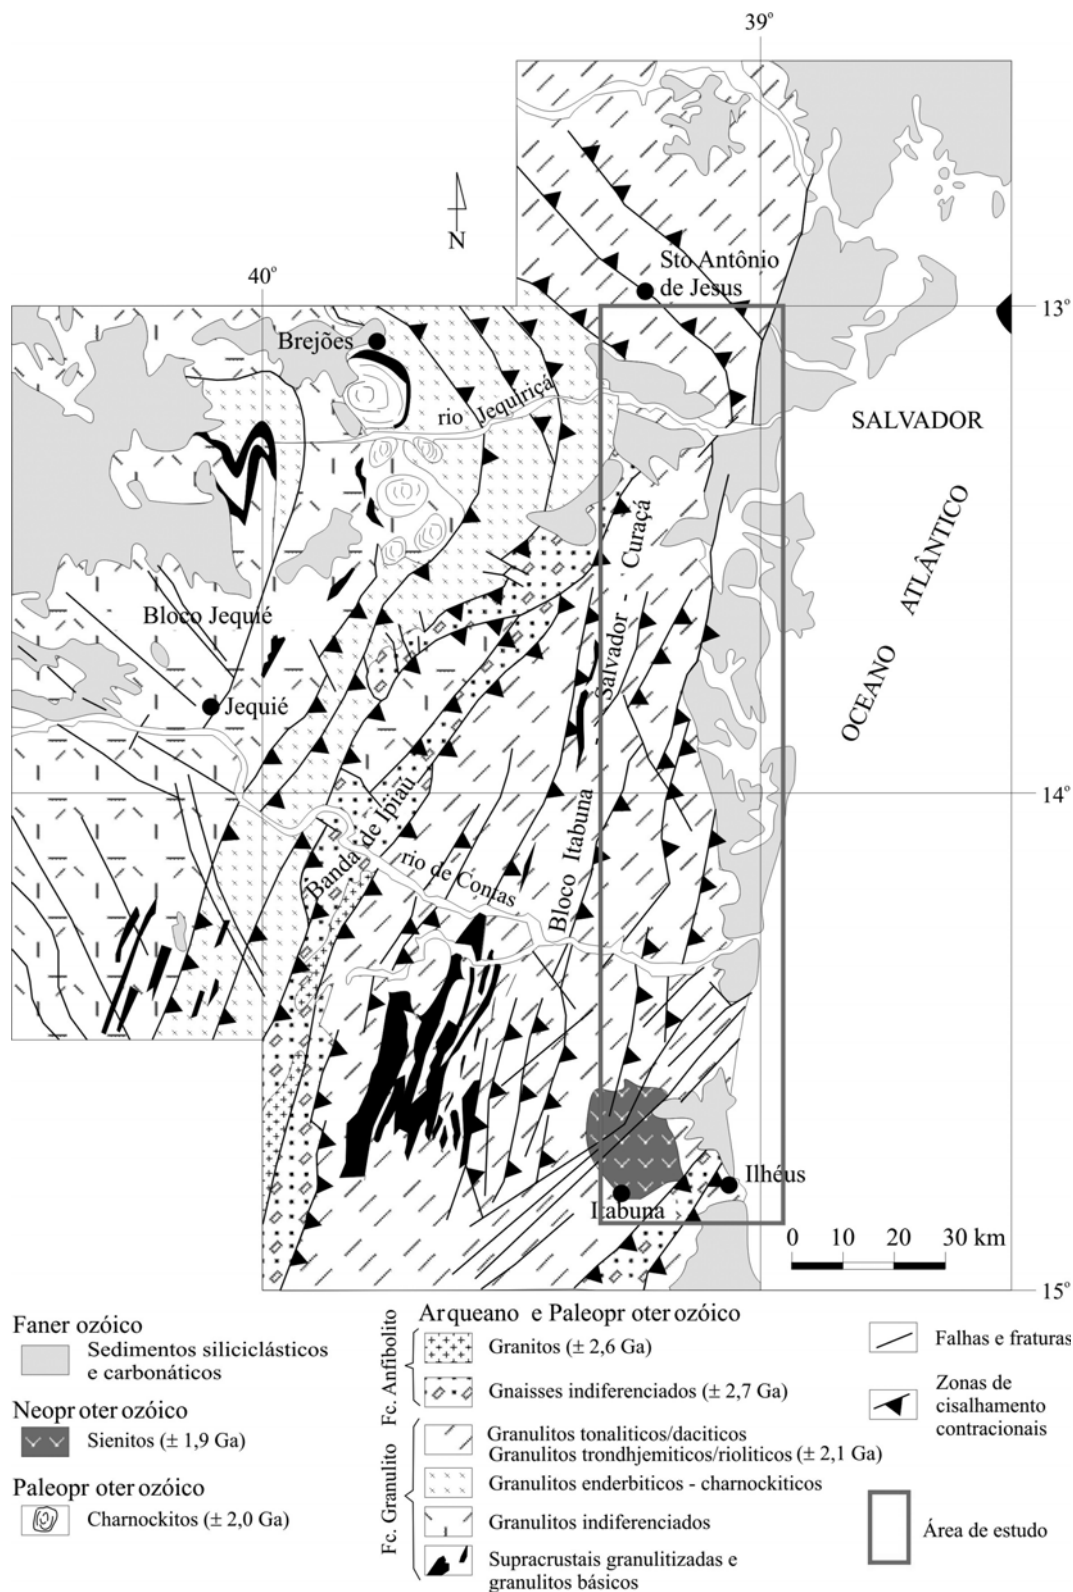 39°
N
Sto Antônio
de Jesus
40°
13°
Brejões
rio Jequiriçá
SALVADOR
OCEANO ATLÂNTICO
Bloco Jequié
Jequié
Bloco Itabuna - Salvador - Curaçá
14°
Banda de Ipiaú
rio de Contas
Ilhéus
Itabuna
0 10 20 30 km
15°
Faner ozóico
Sedimentos siliciclásticos
e carbonáticos
Neopr oter ozóico
Sienitos (± 1,9 Ga)
Paleopr oter ozóico
Charnockitos (± 2,0 Ga)
Arqueano e Paleopr oter ozóico
Fc. Anfibolito
Granitos (± 2,6 Ga)
Gnaisses indiferenciados (± 2,7 Ga)
Fc. Granulito
Granulitos tonaliticos/daciticos
Granulitos trondhjemiticos/rioliticos (± 2,1 Ga)
Granulitos enderbiticos - charnockiticos
Granulitos indiferenciados
Supracrustais granulitizadas e
granulitos básicos
Falhas e fraturas
Zonas de
cisalhamento
contracionais
Área de estudo